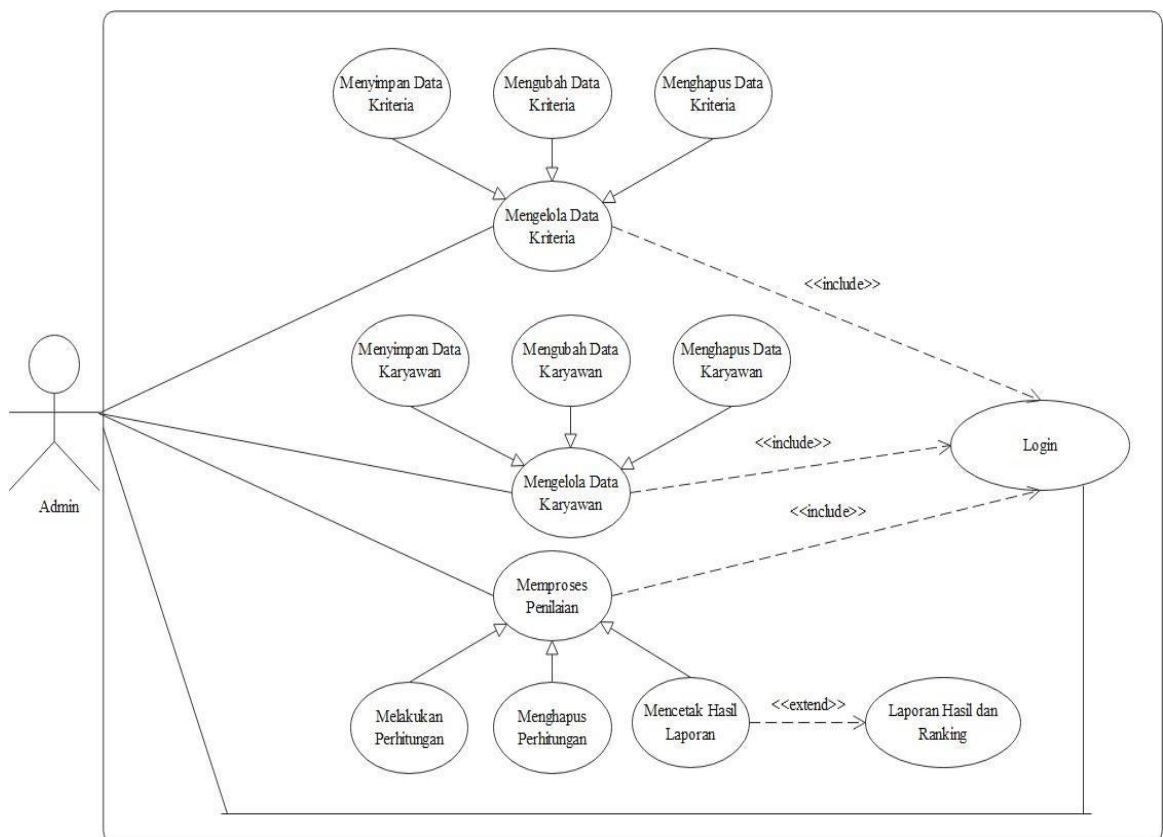 Menyimpan Data
Kriteria
Mengubah Data
Kriteria
Menghapus Data
Kriteria
Mengelola Data
Kriteria
<<include>>
Menyimpan Data
Karyawan
Mengubah Data
Karyawan
Menghapus Data
Karyawan
Admin
<<include>>
Login
Mengelola Data
Karyawan
<<include>>
Memproses
Penilaian
Melakukan
Perhitungan
Menghapus
Perhitungan
Mencetak Hasil
Laporan
<<extend>>
Laporan Hasil dan
Ranking